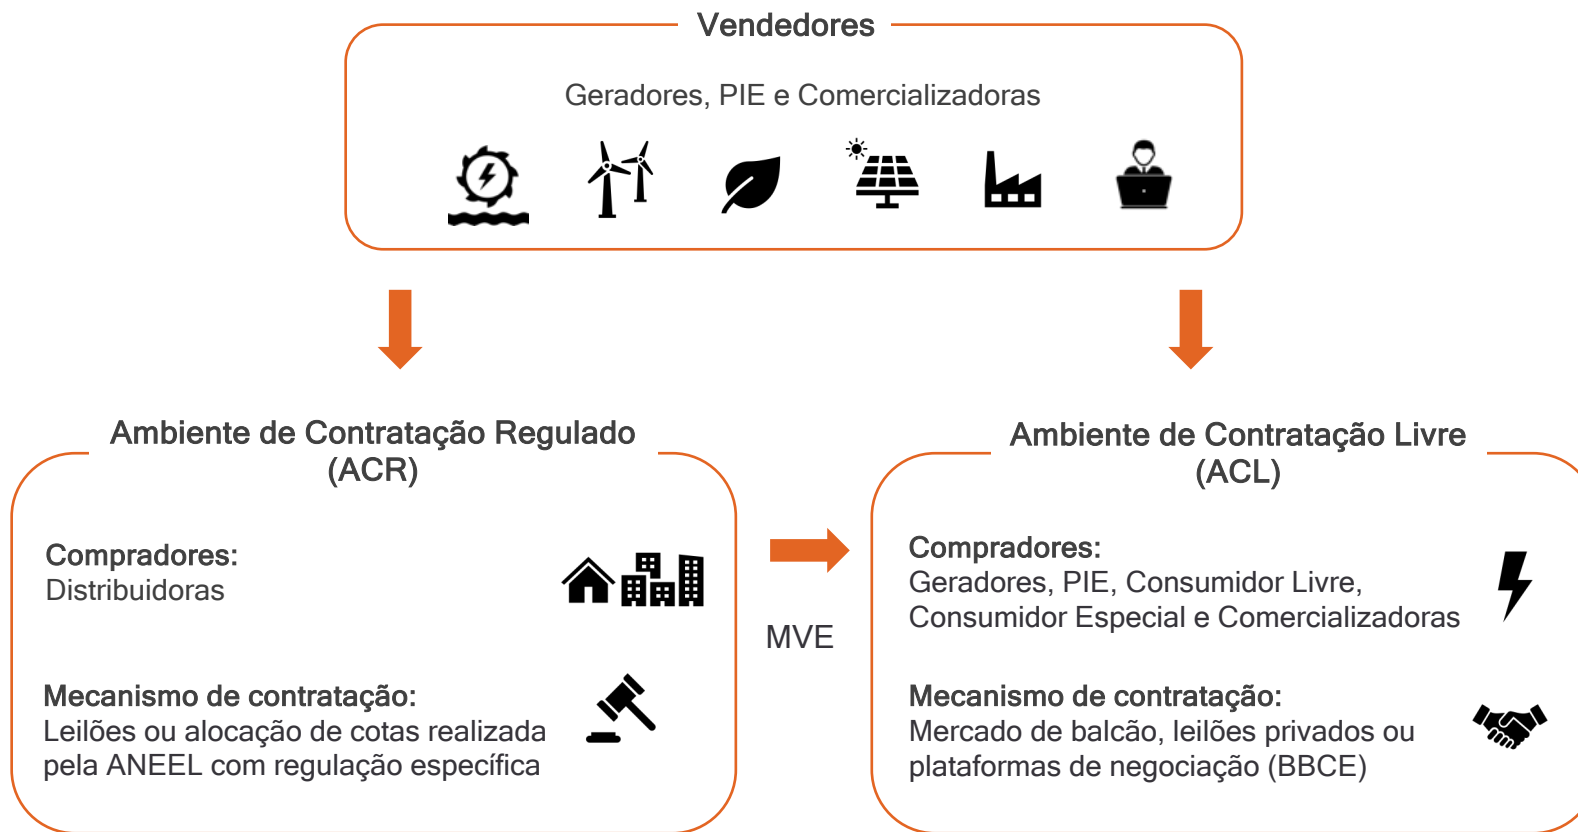 Vendedores
Geradores, PIE e Comercializadoras
Ambiente de Contratação Regulado
(ACR)
Compradores:
Distribuidoras
Mecanismo de contratação:
Leilões ou alocação de cotas realizada
pela ANEEL com regulação específica
MVE
Ambiente de Contratação Livre
(ACL)
Compradores:
Geradores, PIE, Consumidor Livre,
Consumidor Especial e Comercializadoras
Mecanismo de contratação:
Mercado de balcão, leilões privados ou
plataformas de negociação (BBCE)